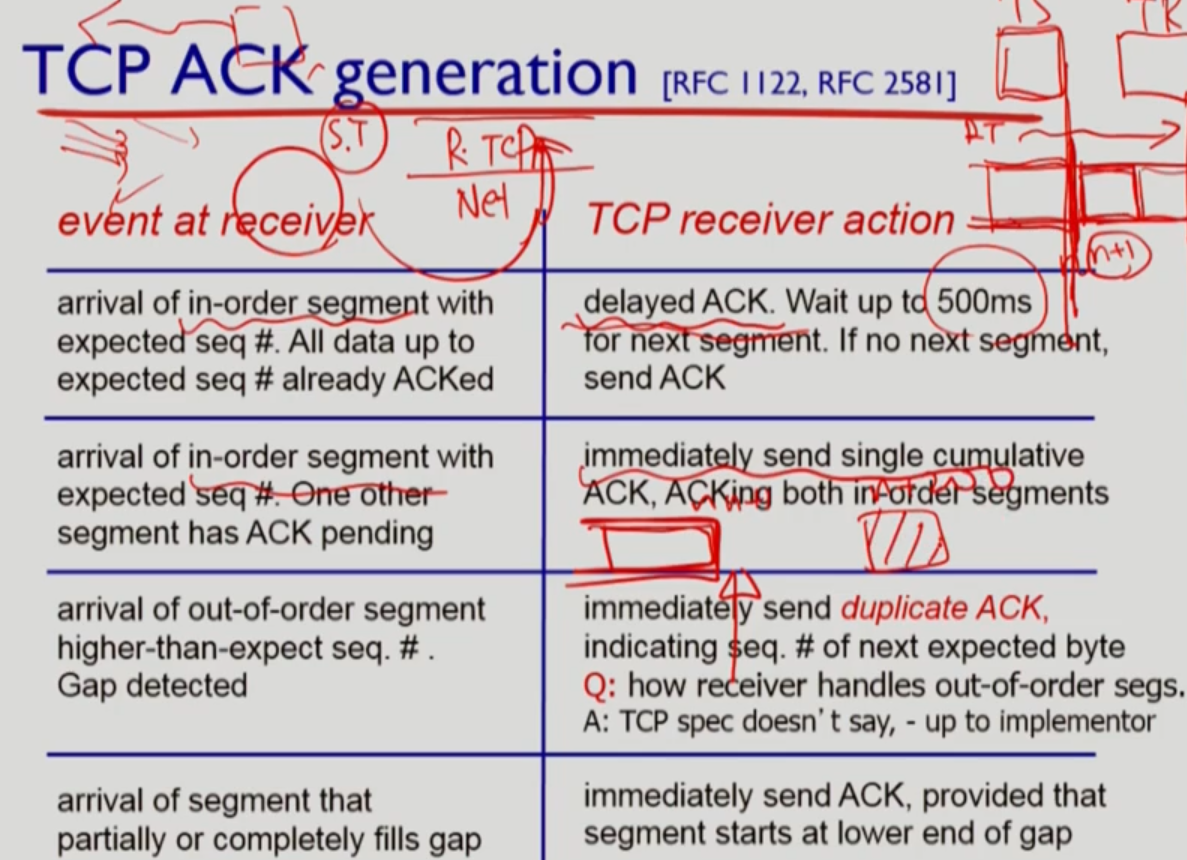 TCP ACK generation [RFC 1122, RFC 2581]
S.T
R. TCP
Net
RT
n+1
event at receiver
TCP receiver action
arrival of in-order segment with
expected seq #. All data up to
expected seq # already ACKed
delayed ACK. Wait up to 500ms
for next segment. If no next segment,
send ACK
arrival of in-order segment with
expected seq #. One other
segment has ACK pending
immediately send single cumulative
ACK, ACKing both in-order segments
arrival of out-of-order segment
higher-than-expect seq. # .
Gap detected
immediately send duplicate ACK,
indicating seq. # of next expected byte
Q: how receiver handles out-of-order segs.
A: TCP spec doesn't say, - up to implementor
arrival of segment that
partially or completely fills gap
immediately send ACK, provided that
segment starts at lower end of gap